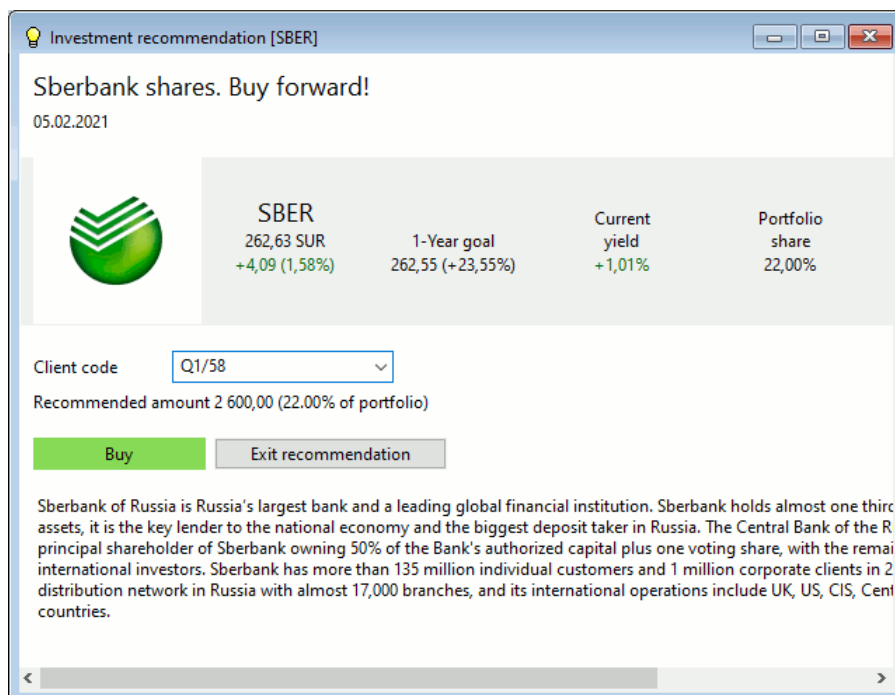 Investment recommendation [SBER]
Sberbank shares. Buy forward!
05.02.2021
SBER
262,63 SUR
+4,09 (1,58%)
1-Year goal
262,55 (+23,55%)
Current
yield
+1,01%
Portfolio
share
22,00%
Client code
Q1/58
Recommended amount 2 600,00 (22.00% of portfolio)
Buy
Exit recommendation
Sberbank of Russia is Russia's largest bank and a leading global financial institution. Sberbank holds almost one third
assets, it is the key lender to the national economy and the biggest deposit taker in Russia. The Central Bank of the R
principal shareholder of Sberbank owning 50% of the Bank's authorized capital plus one voting share, with the remai
international investors. Sberbank has more than 135 million individual customers and 1 million corporate clients in 2
distribution network in Russia with almost 17,000 branches, and its international operations include UK, US, CIS, Cent
countries.